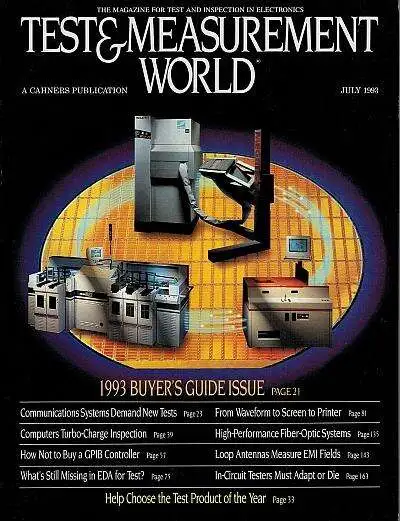 THE MAGAZINE FOR TEST AND INSPECTION IN ELECTRONICS
TEST&MEASUREMENT
WORLD®
A CAHNERS PUBLICATION JULY 1993
1993 BUYER'S GUIDE ISSUE PAGE 21
Communications Systems Demand New Tests Page 23 From Waveform to Screen to Printer Page 81
Computers Turbo-Charge Inspection Page 39 High-Performance Fiber-Optic Systems Page 135
How Not to Buy a GPIB Controller Page 57 Loop Antennas Measure EMI Fields Page 143
What's Still Missing in EDA for Test? Page 75 In-Circuit Testers Must Adapt or Die Page 163
Help Choose the Test Product of the Year Page 33